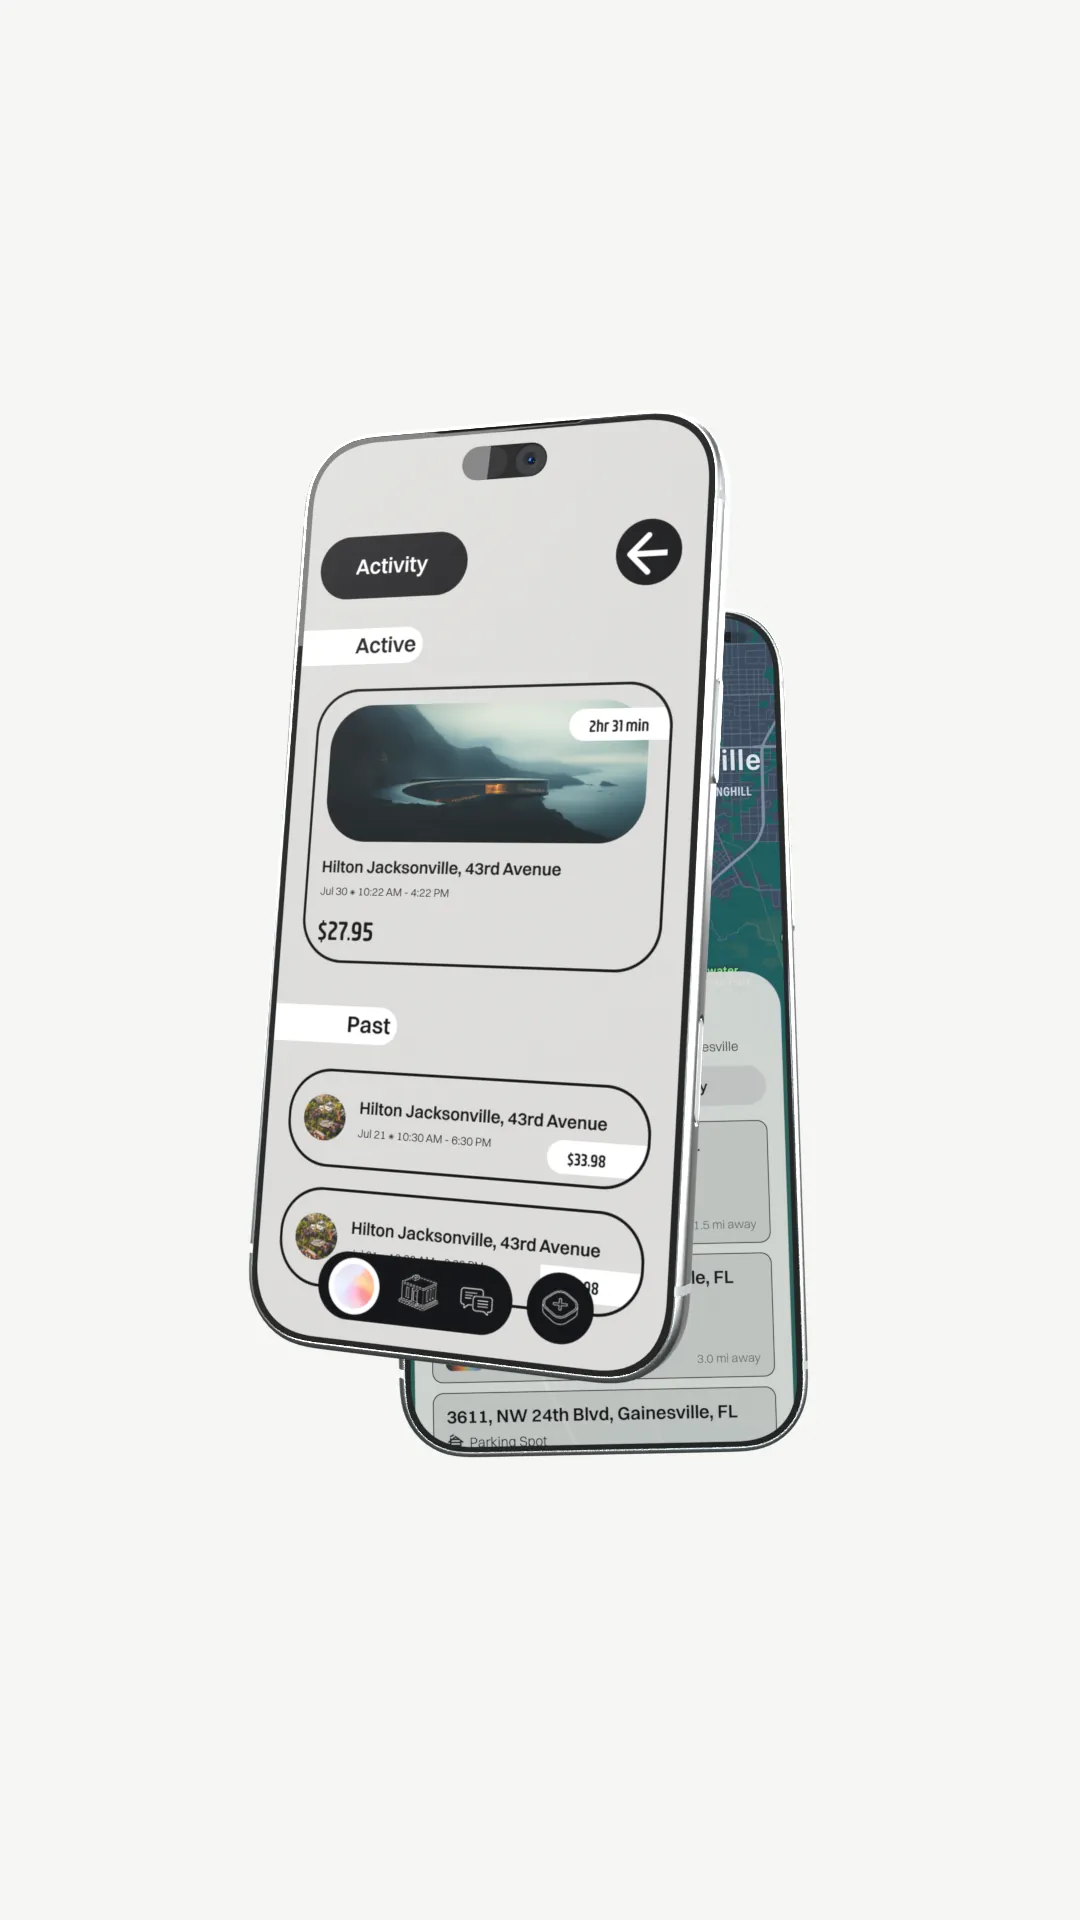 Activity
Active
2hr 31 min
Hilton Jacksonville, 43rd Avenue
Jul 30 • 10:22 AM - 4:22 PM
$27.95
Past
Hilton Jacksonville, 43rd Avenue
Jul 21 • 10:30 AM - 6:30 PM
$33.98
Hilton Jacksonville, 43rd Avenue
98
ille
NGHILL
water
esville
y
1.5 mi away
le, FL
3.0 mi away
3611, NW 24th Blvd, Gainesville, FL
Parking Spot